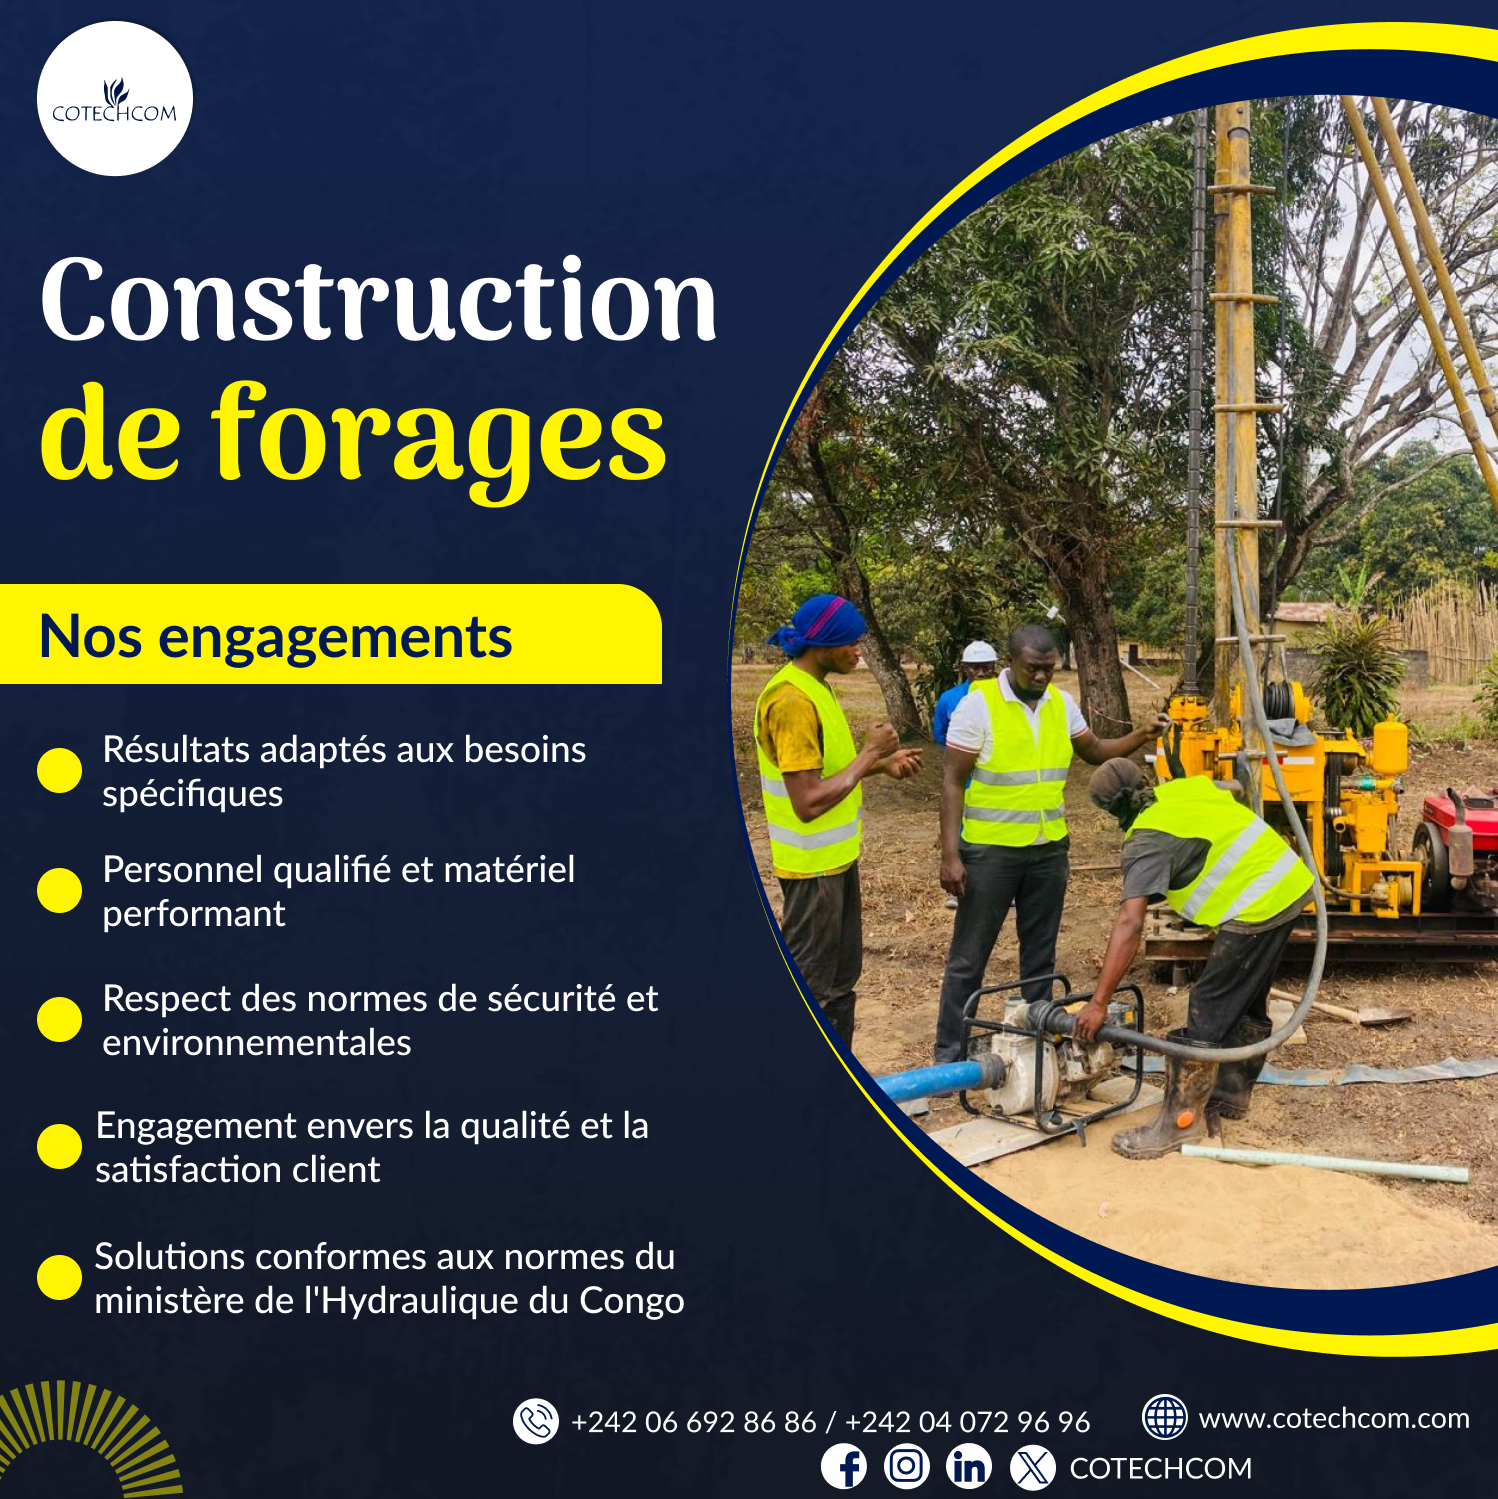 COTECHCOM
Construction
de forages
Nos engagements
Résultats adaptés aux besoins
spécifiques
Personnel qualifié et matériel
performant
Respect des normes de sécurité et
environnementales
Engagement envers la qualité et la
satisfaction client
Solutions conformes aux normes du
ministère de l'Hydraulique du Congo
+242 06 692 86 86 / +242 04 072 96 96
www.cotechcom.com
COTECHCOM